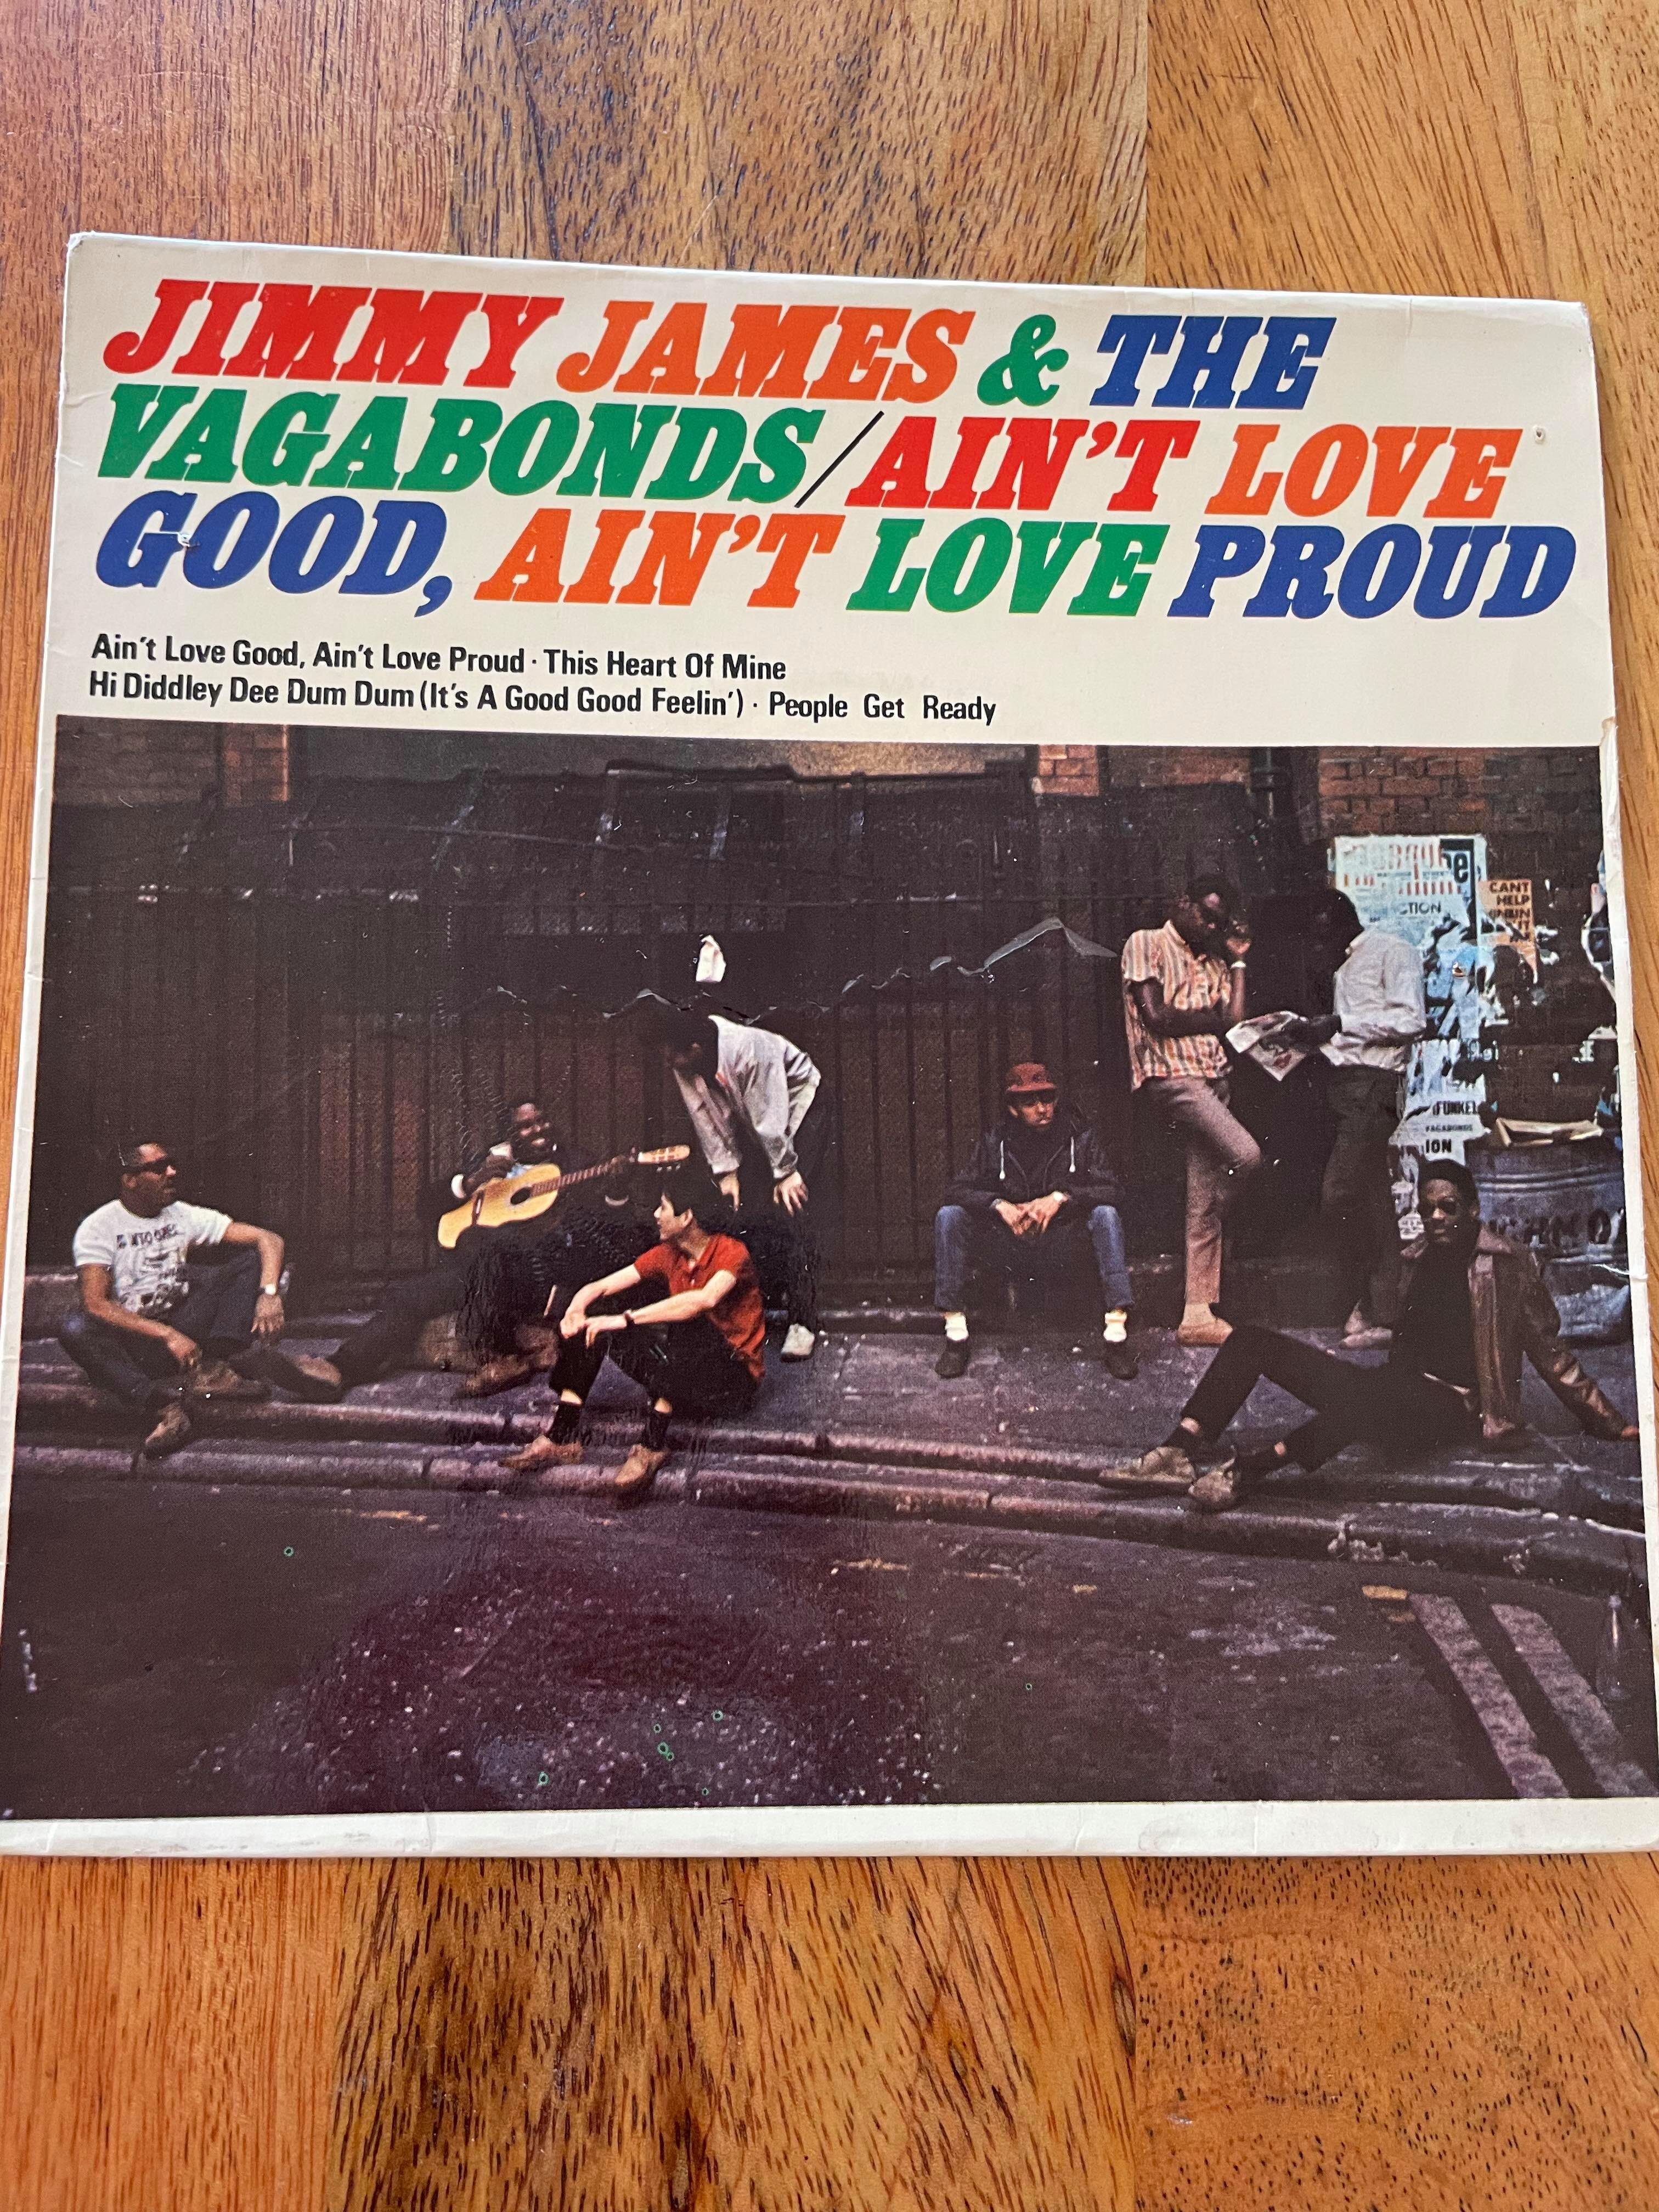 JIMMY JAMES & THE
VAGABONDS/AIN'T LOVE
GOOD, AIN'T LOVE PROUD
Ain't Love Good, Ain't Love Proud · This Heart Of Mine
Hi Diddley Dee Dum Dum (It's A Good Good Feelin') · People Get Ready
CANT
HELP
VAGABONDS